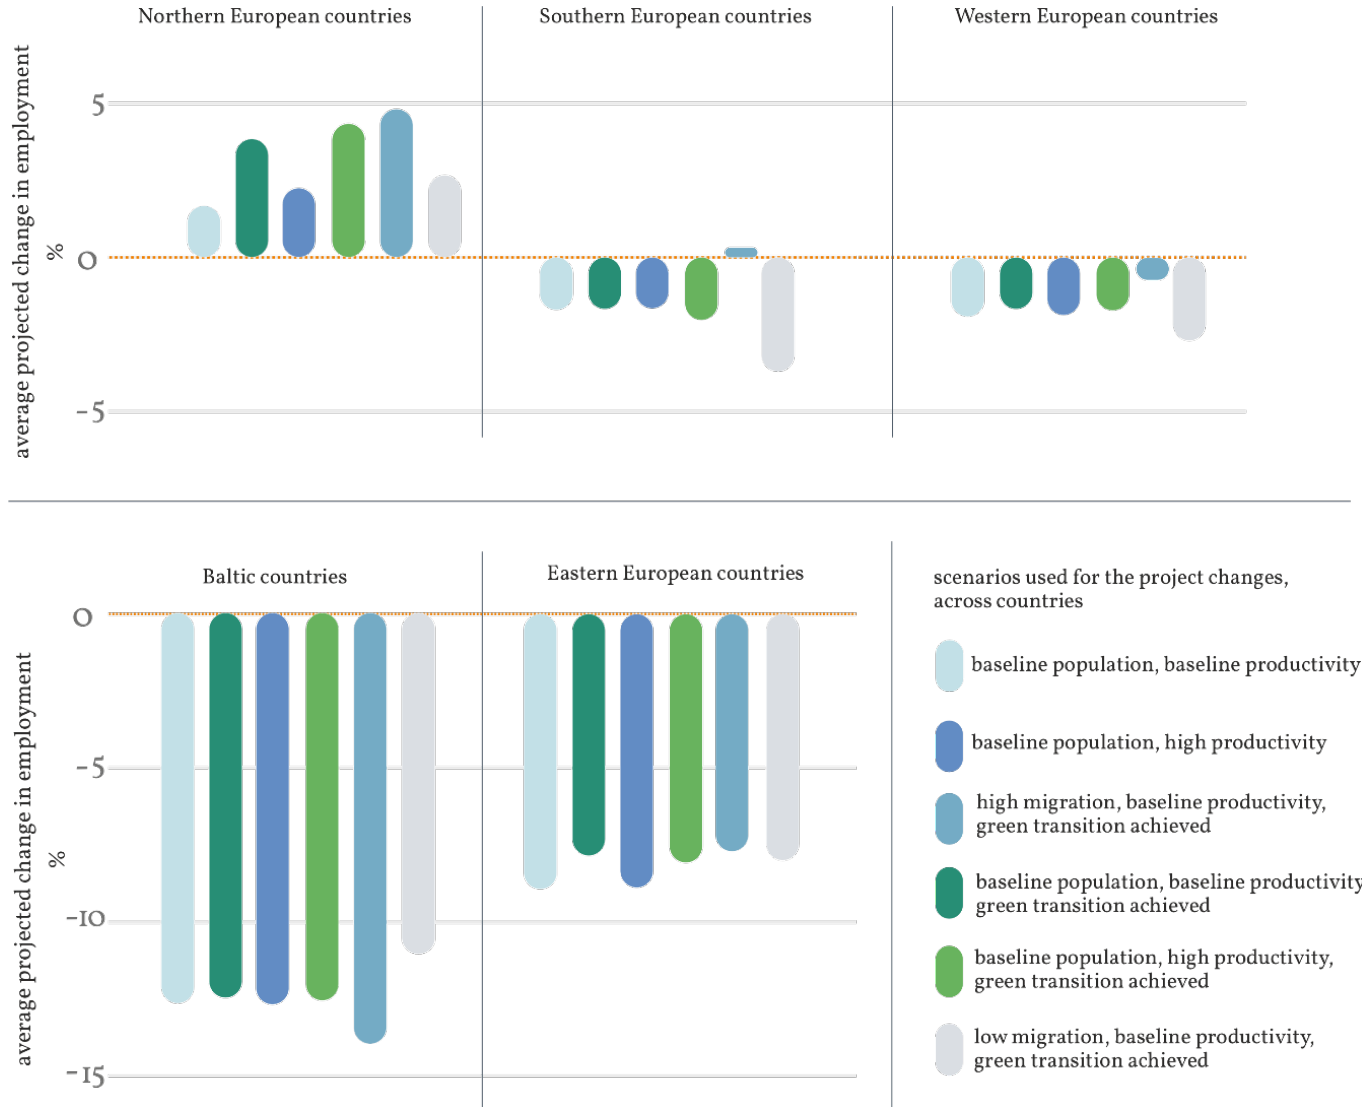 Northern European countries
Southern European countries
Western European countries
average projected change in employment
%
5
0
-5
Baltic countries
Eastern European countries
average projected change in employment
%
0
-5
-10
-15
scenarios used for the project changes,
across countries
baseline population, baseline productivity
baseline population, high productivity
high migration, baseline productivity,
green transition achieved
baseline population, baseline productivity
green transition achieved
baseline population, high productivity,
green transition achieved
low migration, baseline productivity,
green transition achieved